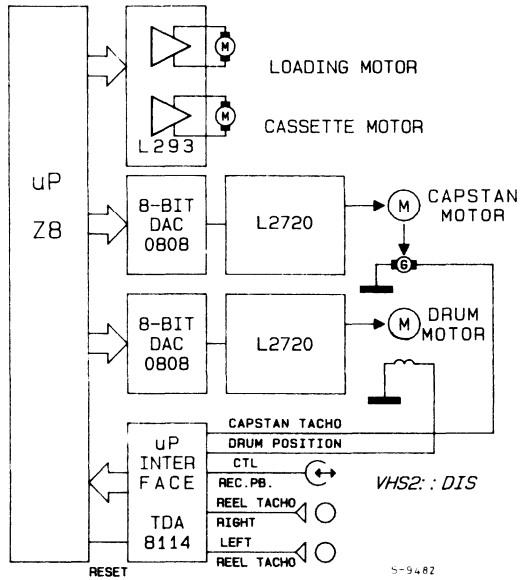 uP
Z8
M
LOADING MOTOR
M
CASSETTE MOTOR
L293
8-BIT
DAC
0808
L2720
M
CAPSTAN
MOTOR
G
8-BIT
DAC
0808
L2720
M
DRUM
MOTOR
uP
INTER
FACE
TDA
8114
CAPSTAN TACHO
DRUM POSITION
CTL
REC.PB.
REEL TACHO
RIGHT
LEFT
REEL TACHO
VHS2::DIS
RESET
S-9482